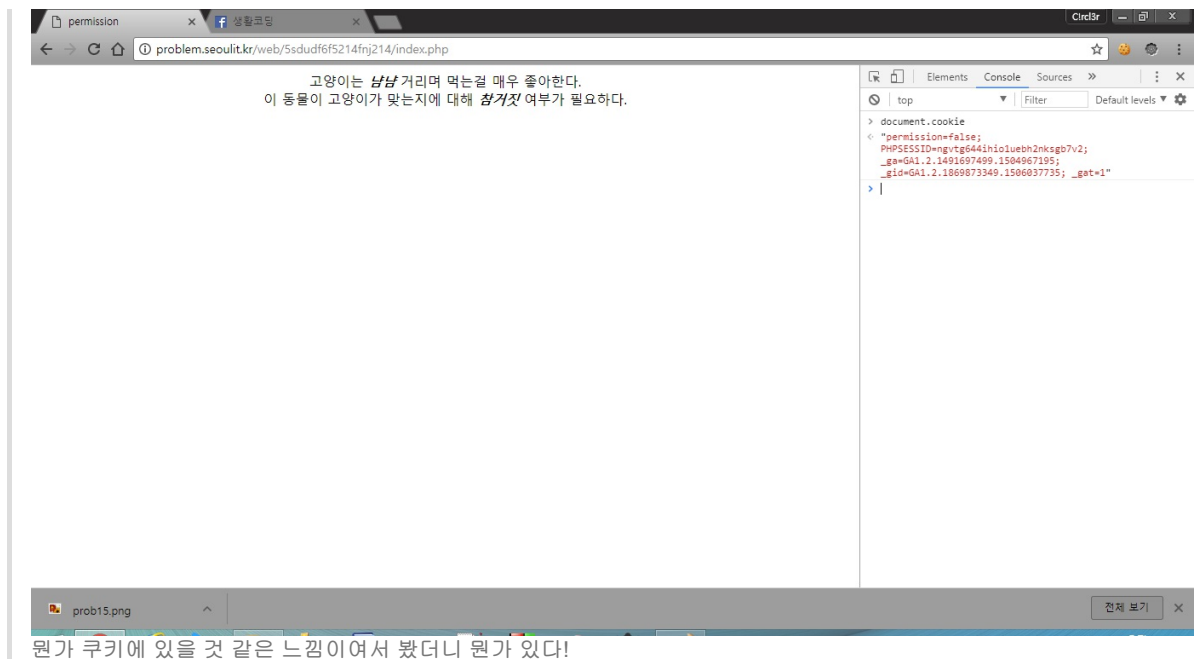 permission
생활코딩
C!rcl3r
problem.seoulit.kr/web/5sdudf6f5214fnj214/index.php
고양이는 냠냠 거리며 먹는걸 매우 좋아한다.
이 동물이 고양이가 맞는지에 대해 참거짓 여부가 필요하다.
Elements Console Sources »
top Filter Default levels
> document.cookie
"permission=false;
PHPSESSID=ngvtg644ihio1uebh2nksgb7v2;
_ga=GA1.2.1491697499.1504967195;
_gid=GA1.2.1869873349.1506037735; _gat=1"
>
prob15.png
전체 보기
뭔가 쿠키에 있을 것 같은 느낌이여서 봤더니 뭔가 있다!